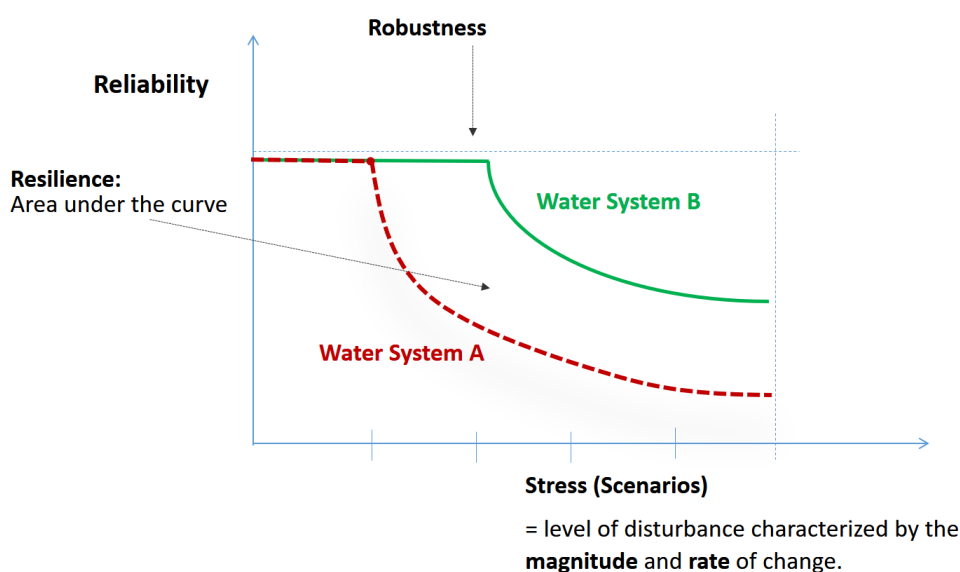 Robustness
Reliability
Resilience:
Area under the curve
Water System B
Water System A
Stress (Scenarios)
= level of disturbance characterized by the
magnitude and rate of change.